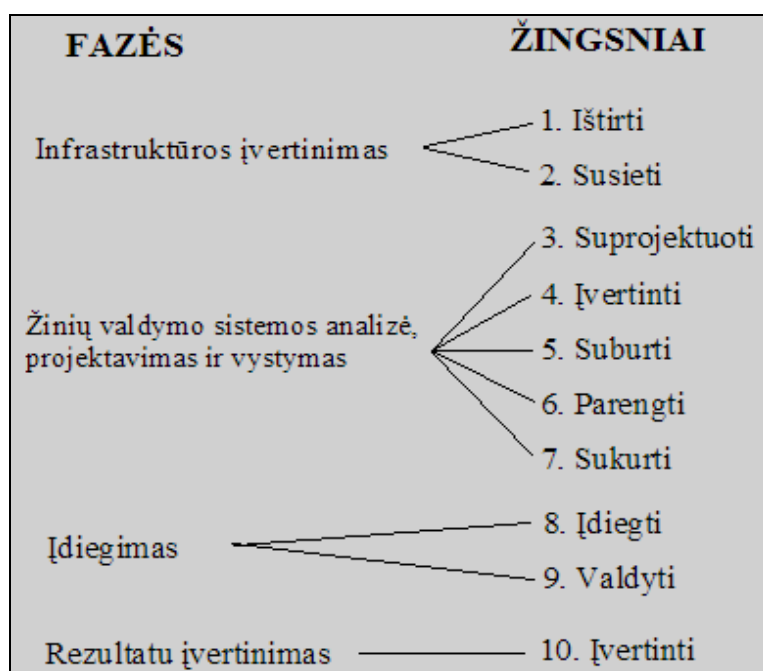 FAZĖS
ŽINGSNIAI
Infrastruktūros įvertinimas
1. Ištirti
2. Susieti
Žinių valdymo sistemos analizė,
projektavimas ir vystymas
3. Suprojektuoti
4. Įvertinti
5. Suburti
6. Parengti
7. Sukurti
Įdiegimas
8. Įdiegti
9. Valdyti
Rezultatu įvertinimas
10. Įvertinti